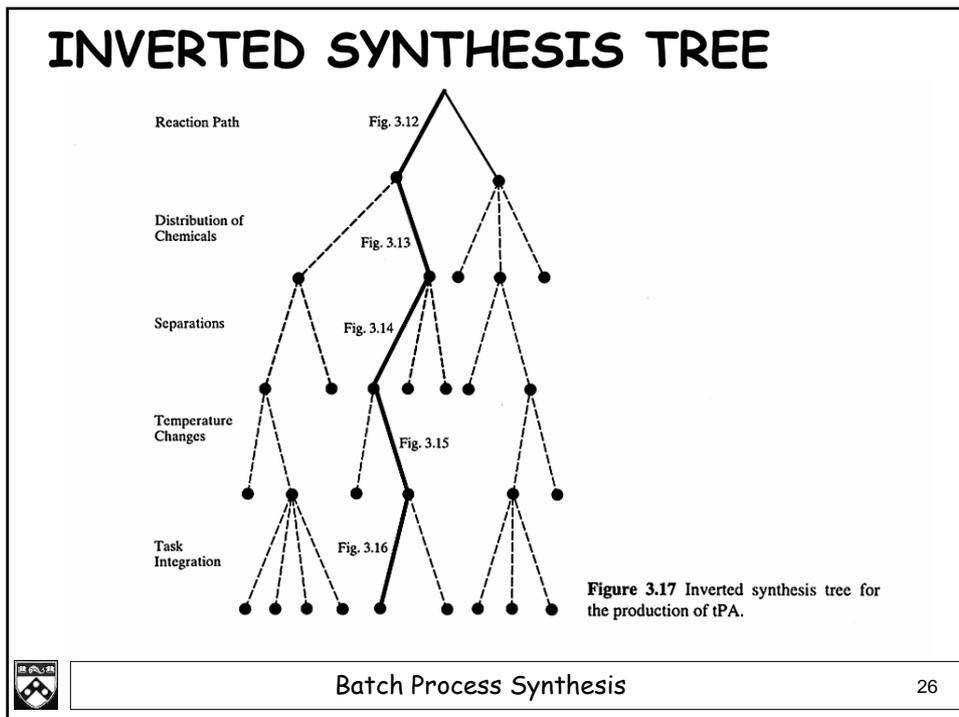 INVERTED SYNTHESIS TREE
Reaction Path
Fig. 3.12
Distribution of
Chemicals
Fig. 3.13
Separations
Fig. 3.14
Temperature
Changes
Fig. 3.15
Task
Integration
Fig. 3.16
Figure 3.17 Inverted synthesis tree for
the production of tPA.
Batch Process Synthesis
26